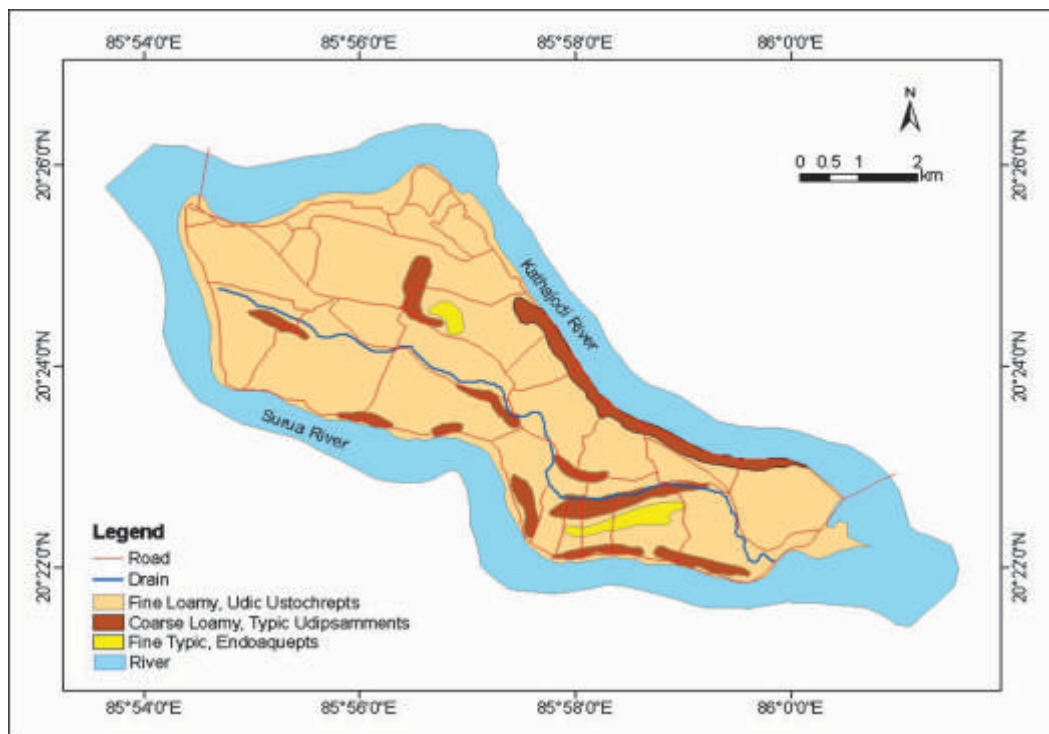 85°54'0"E 85°56'0"E 85°58'0"E 86°0'0"E
N
20°26'0"N 20°26'0"N
0 0.5 1 2
km
Kathajodi River
20°24'0"N 20°24'0"N
Surua River
20°22'0"N 20°22'0"N
Legend
Road
Drain
Fine Loamy, Udic Ustochrepts
Coarse Loamy, Typic Udipsamments
Fine Typic, Endoaquepts
River
85°54'0"E 85°56'0"E 85°58'0"E 86°0'0"E